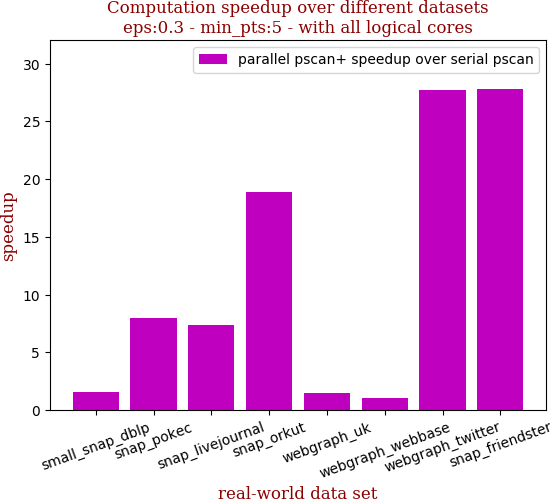 Computation speedup over different datasets
eps:0.3 - min_pts:5 - with all logical cores
parallel pscan+ speedup over serial pscan
speedup
30
25
20
15
10
5
0
small_snap_dblp
snap_pokec
snap_livejournal
snap_orkut
webgraph_uk
webgraph_webbase
webgraph_twitter
snap_friendster
real-world data set